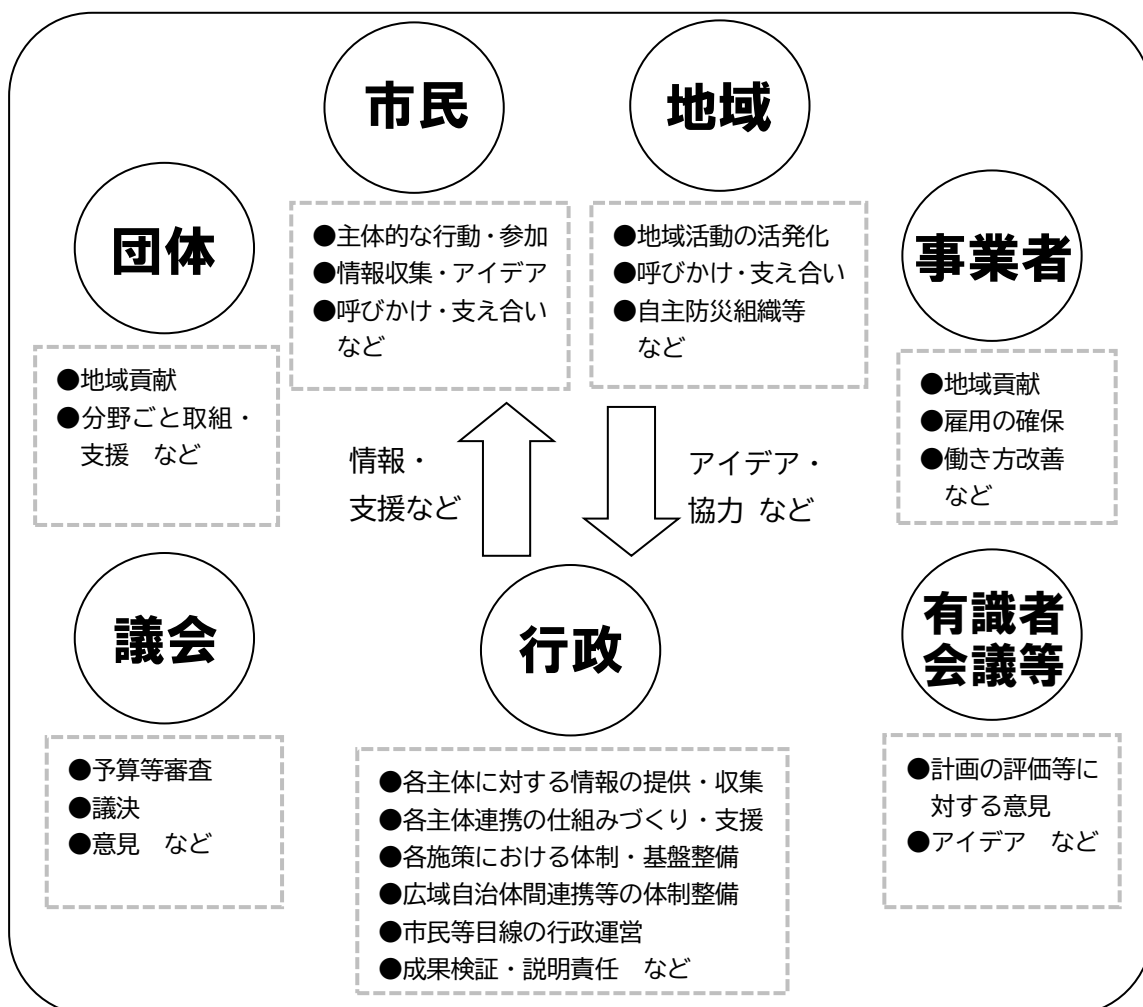 市民
●主体的な行動・参加
●情報収集・アイデア
●呼びかけ・支え合い
など
地域
●地域活動の活発化
●呼びかけ・支え合い
●自主防災組織等
など
団体
●地域貢献
●分野ごと取組・
支援　など
事業者
●地域貢献
●雇用の確保
●働き方改善
など
情報・
支援など
アイデア・
協力 など
議会
●予算等審査
●議決
●意見　など
行政
●各主体に対する情報の提供・収集
●各主体連携の仕組みづくり・支援
●各施策における体制・基盤整備
●広域自治体間連携等の体制整備
●市民等目線の行政運営
●成果検証・説明責任　など
有識者
会議等
●計画の評価等に
対する意見
●アイデア　など